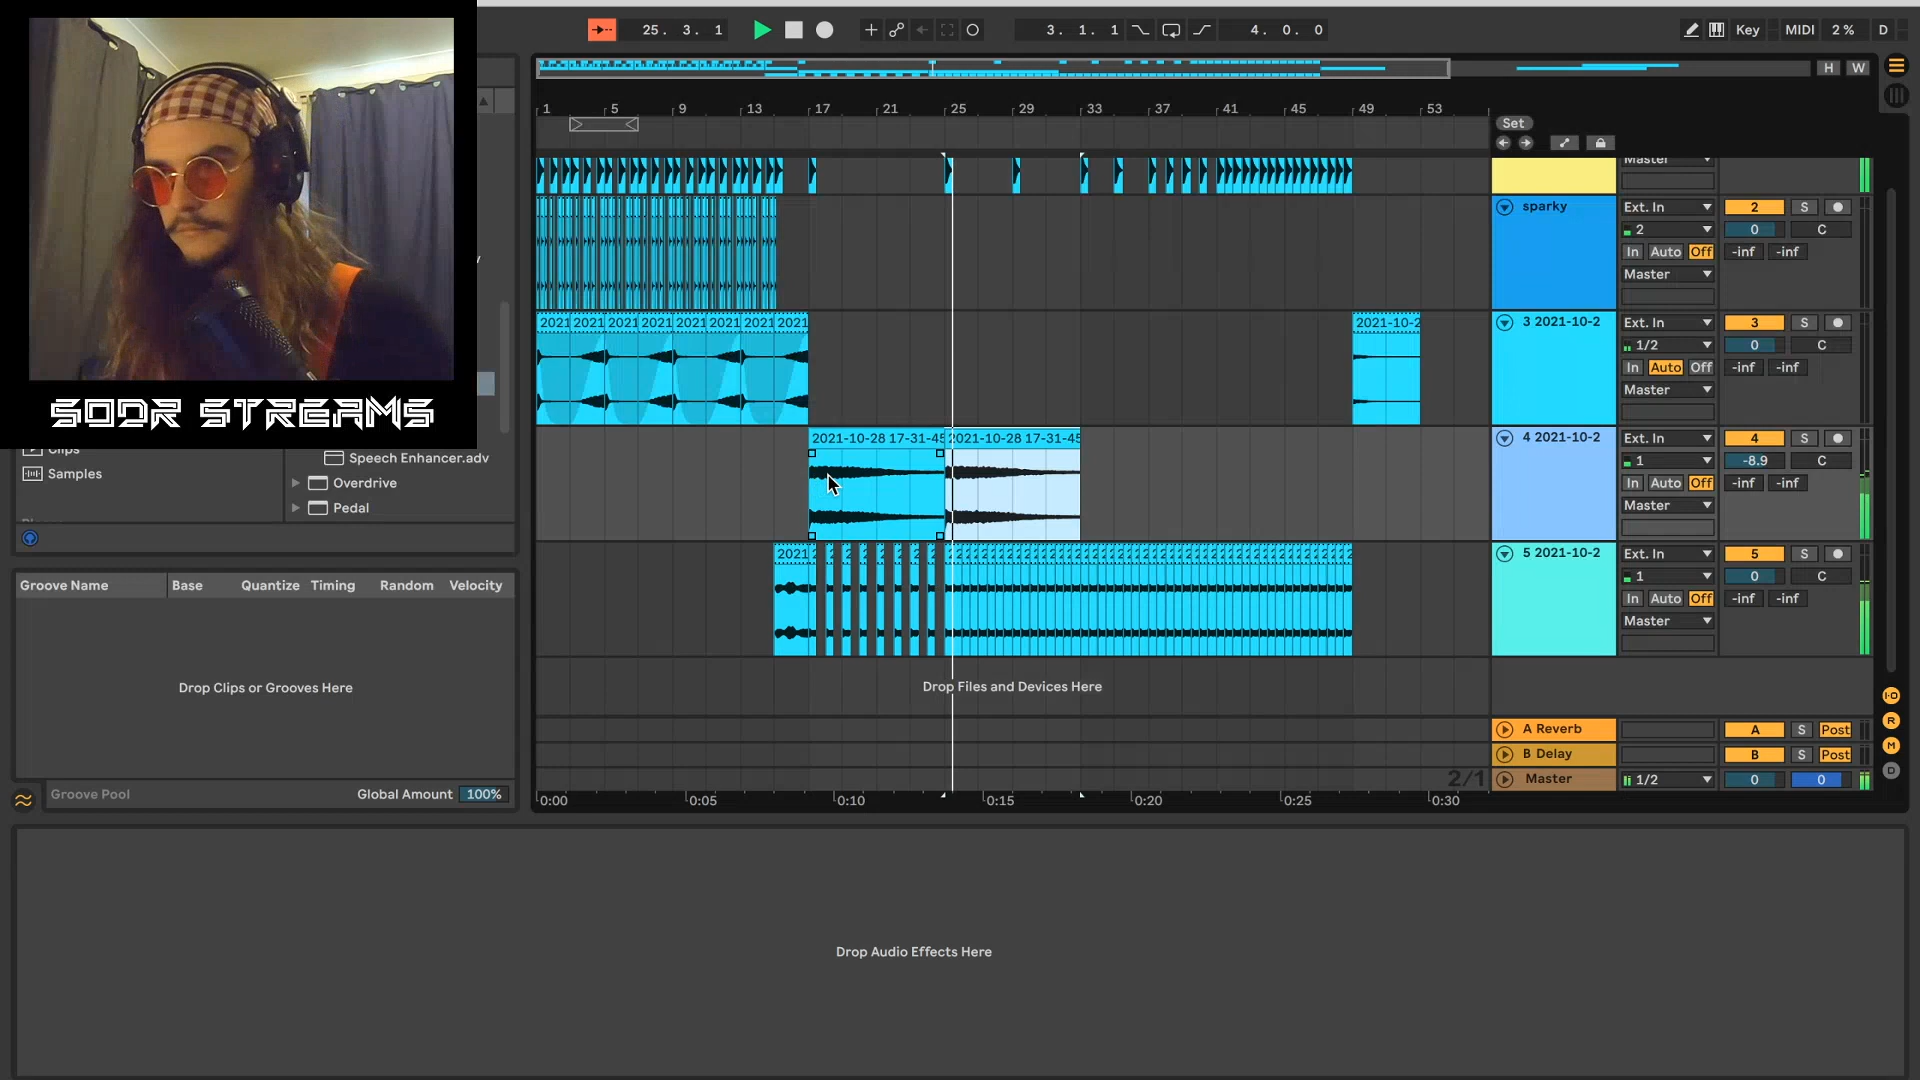 25. 3. 1
3. 1. 1
4. 0. 0
Key
MIDI
2 %
D
H
W
1 5 9 13 17 21 25 29 33 37 41 45 49 53
Set
SODR STREAMS
Clips
Samples
Speech Enhancer.adv
Overdrive
Pedal
Groove Name Base Quantize Timing Random Velocity
Drop Clips or Grooves Here
Groove Pool Global Amount 100%
Master
sparky Ext. In 2 S
2 0 C
In Auto Off -inf -inf
Master
2021 2021 2021 2021 2021 2021 2021 2021 2021-10-2
3 2021-10-2 Ext. In 3 S
1/2 0 C
In Auto Off -inf -inf
Master
2021-10-28 17-31-45 2021-10-28 17-31-45
4 2021-10-2 Ext. In 4 S
1 -8.9 C
In Auto Off -inf -inf
Master
2021
5 2021-10-2 Ext. In 5 S
1 0 C
In Auto Off -inf -inf
Master
Drop Files and Devices Here
A Reverb A S Post
B Delay B S Post
2/1 Master 1/2 0 0
0:00 0:05 0:10 0:15 0:20 0:25 0:30
I·O
R
M
D
Drop Audio Effects Here